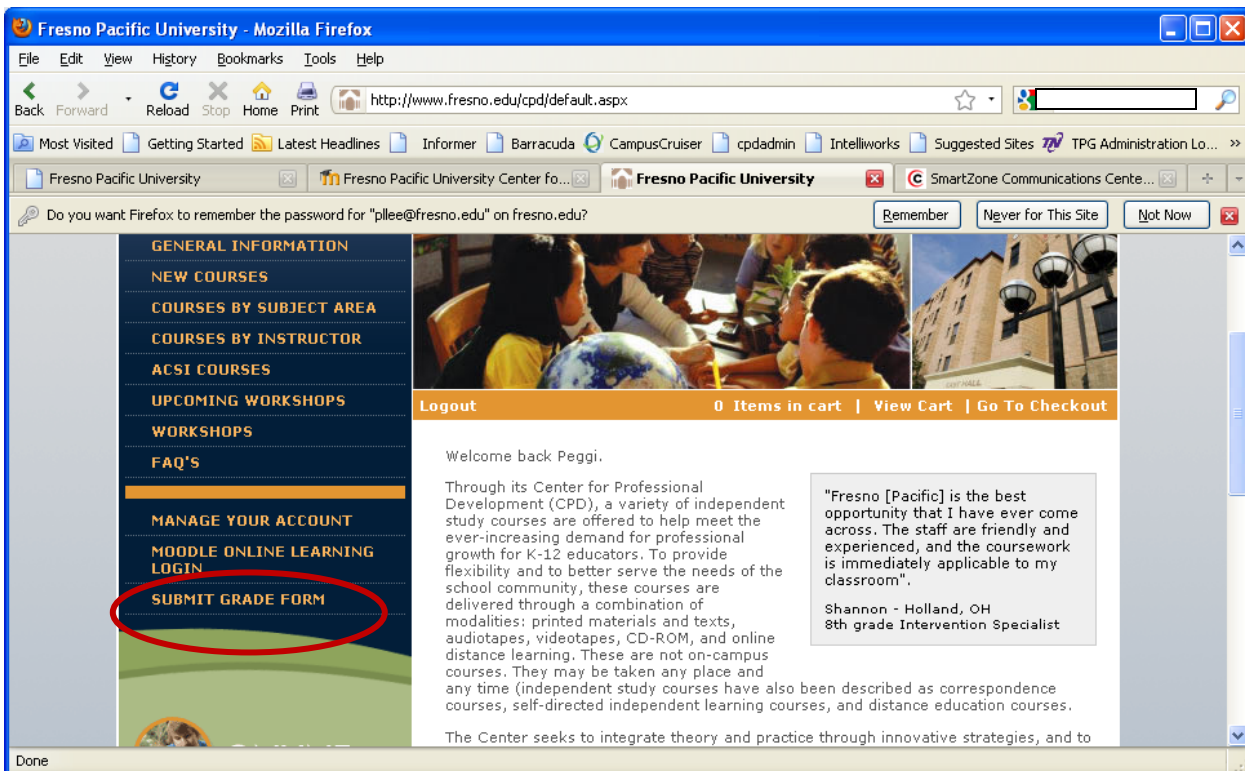 Fresno Pacific University - Mozilla Firefox
File Edit View History Bookmarks Tools Help
Back Forward Reload Stop Home Print http://www.fresno.edu/cpd/default.aspx
Most Visited Getting Started Latest Headlines Informer Barracuda CampusCruiser cpdadmin Intelliworks Suggested Sites TPG Administration Lo... »
Fresno Pacific University Fresno Pacific University Center fo... Fresno Pacific University SmartZone Communications Cente...
Do you want Firefox to remember the password for "pllee@fresno.edu" on fresno.edu? Remember Never for This Site Not Now
GENERAL INFORMATION
NEW COURSES
COURSES BY SUBJECT AREA
COURSES BY INSTRUCTOR
ACSI COURSES
UPCOMING WORKSHOPS
WORKSHOPS
FAQ'S
MANAGE YOUR ACCOUNT
MOODLE ONLINE LEARNING
LOGIN
SUBMIT GRADE FORM
Logout 0 Items in cart | View Cart | Go To Checkout
Welcome back Peggi.
Through its Center for Professional
Development (CPD), a variety of independent
study courses are offered to help meet the
ever-increasing demand for professional
growth for K-12 educators. To provide
flexibility and to better serve the needs of the
school community, these courses are
delivered through a combination of
modalities: printed materials and texts,
audiotapes, videotapes, CD-ROM, and online
distance learning. These are not on-campus
courses. They may be taken any place and
any time (independent study courses have also been described as correspondence
courses, self-directed independent learning courses, and distance education courses.
The Center seeks to integrate theory and practice through innovative strategies, and to
"Fresno [Pacific] is the best
opportunity that I have ever come
across. The staff are friendly and
experienced, and the coursework
is immediately applicable to my
classroom".
Shannon - Holland, OH
8th grade Intervention Specialist
Done